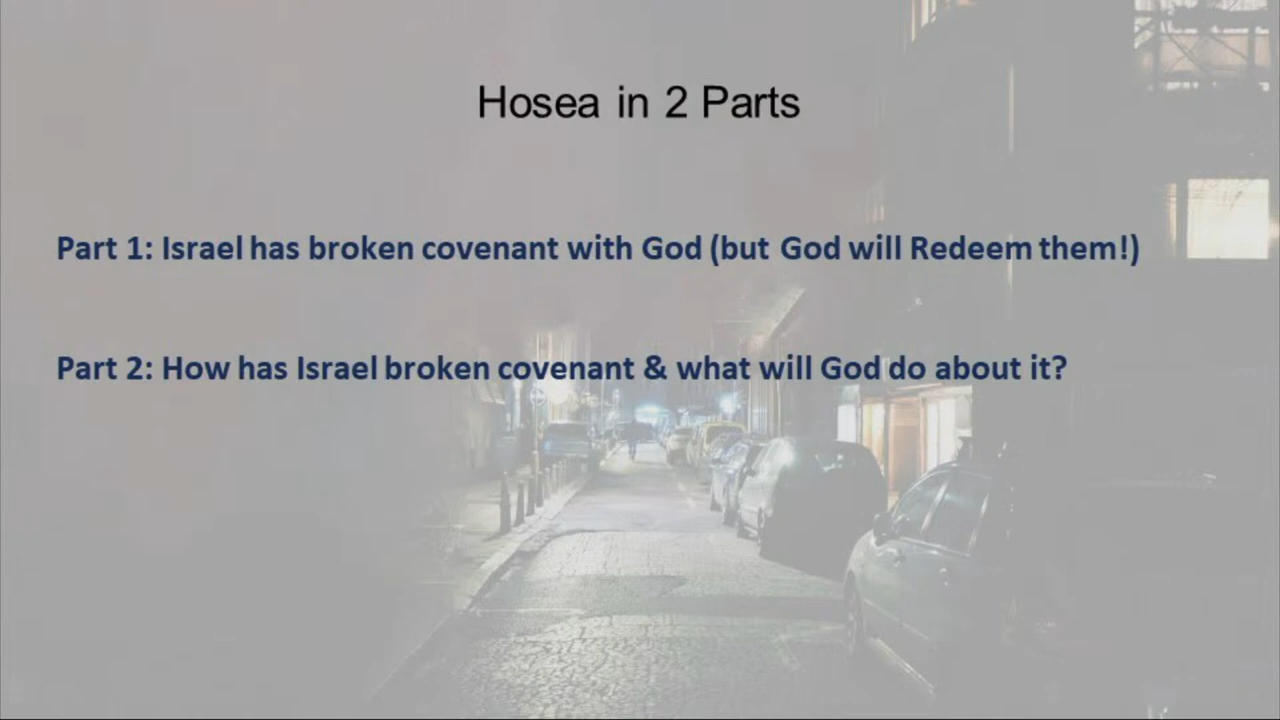 Hosea in 2 Parts
Part 1: Israel has broken covenant with God (but God will Redeem them!)
Part 2: How has Israel broken covenant & what will God do about it?